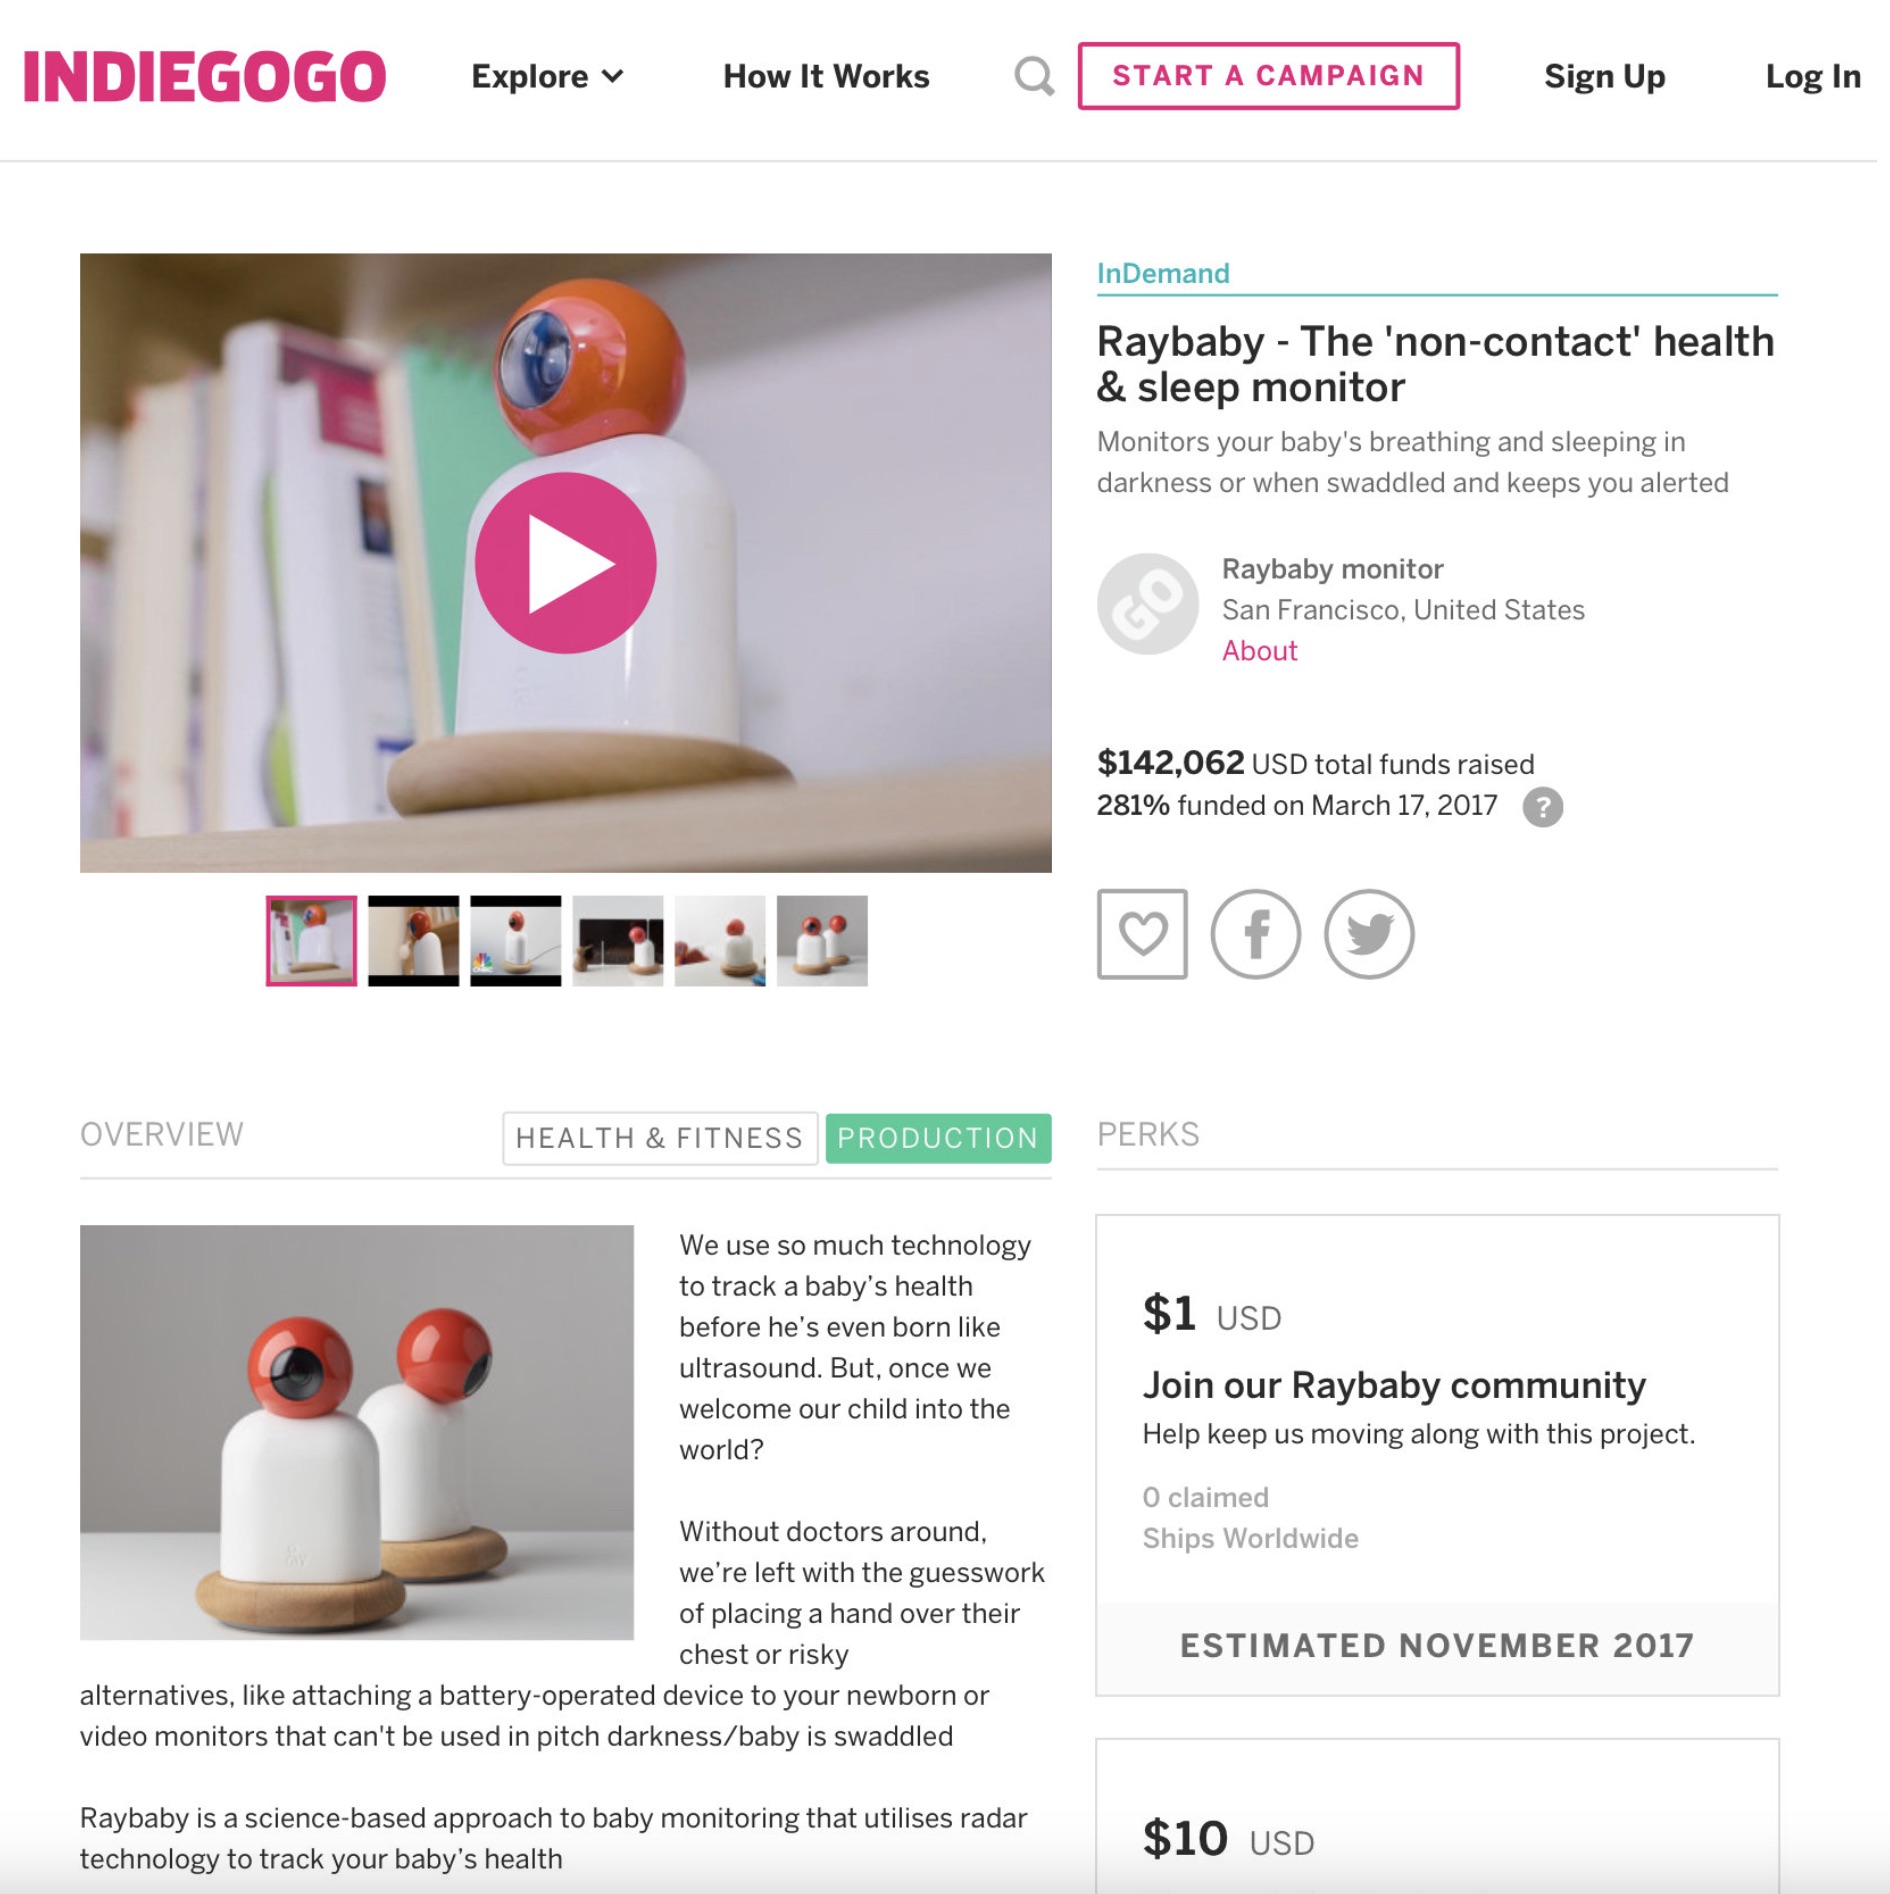 INDIEGOGO
Explore
How It Works
START A CAMPAIGN
Sign Up
Log In
InDemand
Raybaby - The 'non-contact' health
& sleep monitor
Monitors your baby's breathing and sleeping in
darkness or when swaddled and keeps you alerted
GO
Raybaby monitor
San Francisco, United States
About
$142,062 USD total funds raised
281% funded on March 17, 2017 ?
OVERVIEW
HEALTH & FITNESS
PRODUCTION
We use so much technology
to track a baby’s health
before he’s even born like
ultrasound. But, once we
welcome our child into the
world?
Without doctors around,
we’re left with the guesswork
of placing a hand over their
chest or risky
alternatives, like attaching a battery-operated device to your newborn or
video monitors that can't be used in pitch darkness/baby is swaddled
Raybaby is a science-based approach to baby monitoring that utilises radar
technology to track your baby’s health
PERKS
$1 USD
Join our Raybaby community
Help keep us moving along with this project.
0 claimed
Ships Worldwide
ESTIMATED NOVEMBER 2017
$10 USD